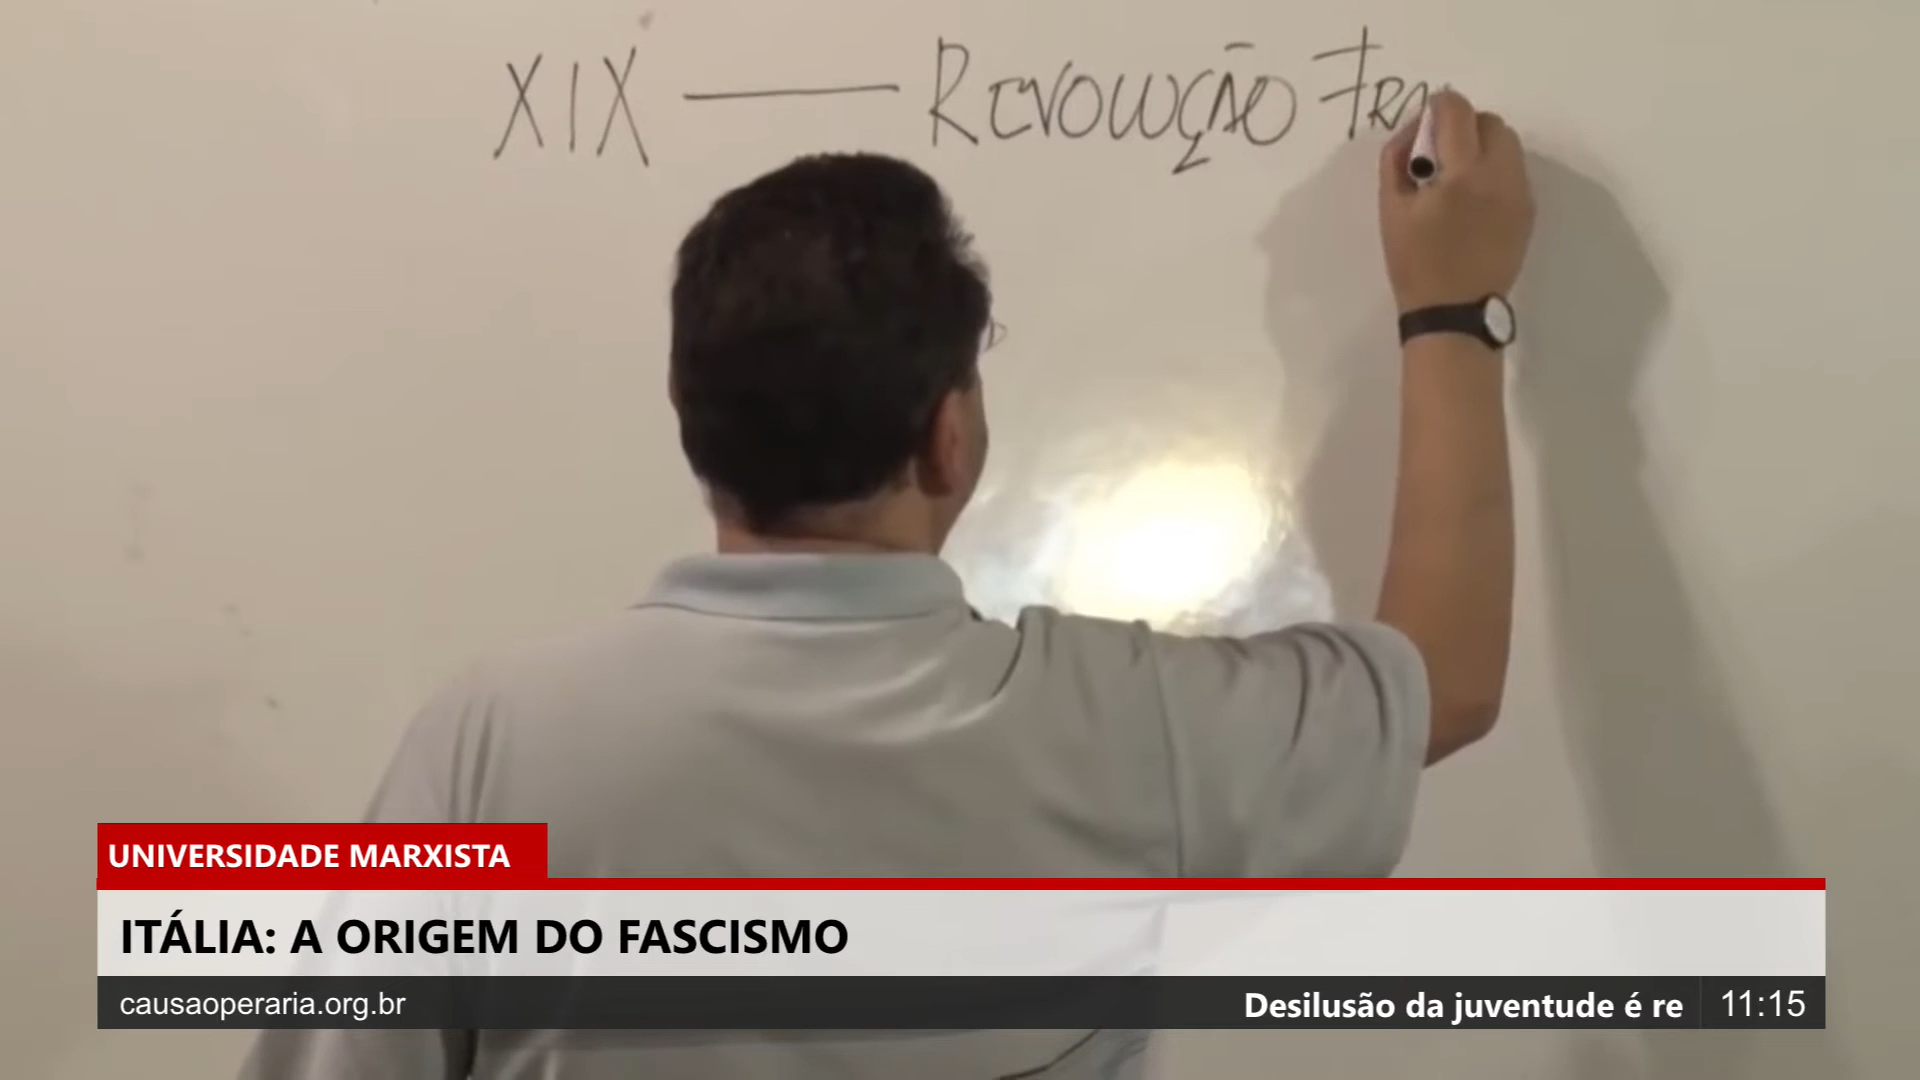 XIX — REVOLUÇÃO FRA
UNIVERSIDADE MARXISTA
ITÁLIA: A ORIGEM DO FASCISMO
causaoperaria.org.br
Desilusão da juventude é re
11:15